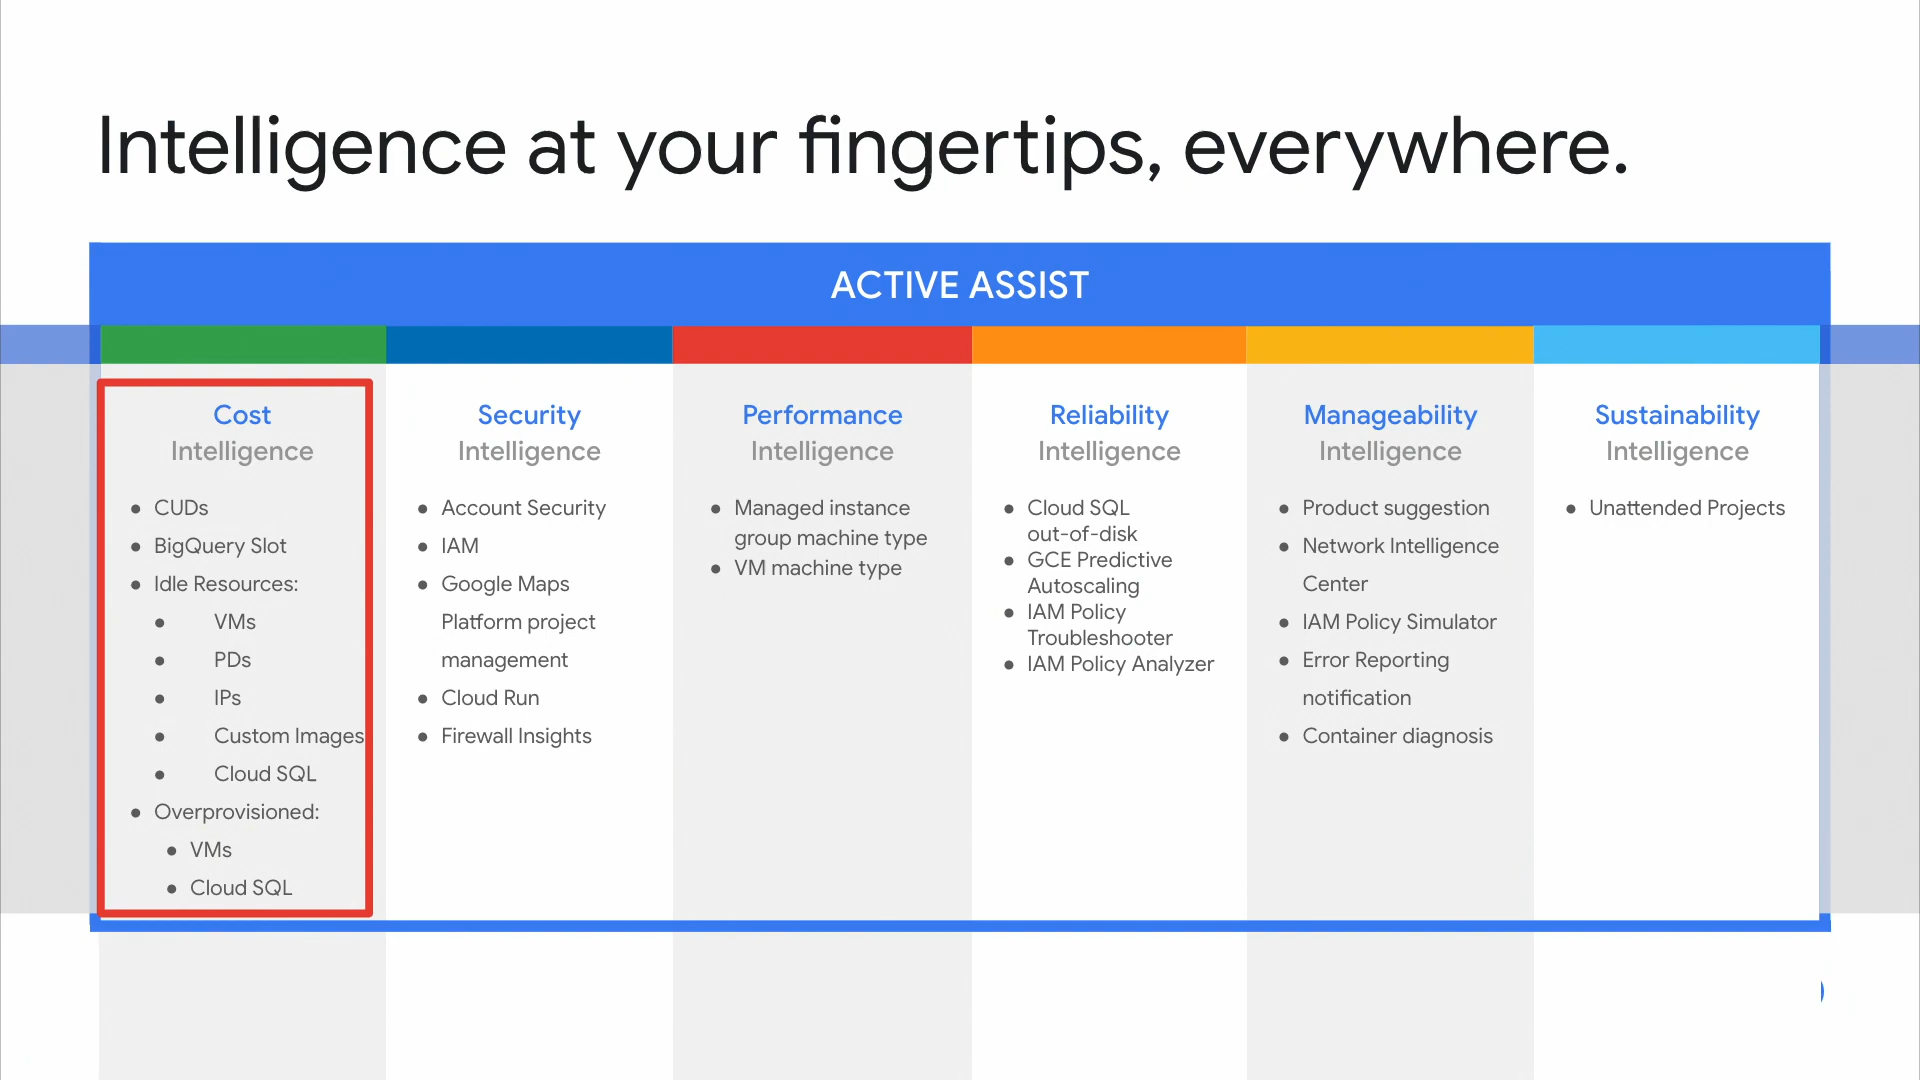 Intelligence at your fingertips, everywhere.
ACTIVE ASSIST
Cost
Intelligence
● CUDs
● BigQuery Slot
● Idle Resources:
● VMs
● PDs
● IPs
● Custom Images
● Cloud SQL
● Overprovisioned:
● VMs
● Cloud SQL
Security
Intelligence
● Account Security
● IAM
● Google Maps
Platform project
management
● Cloud Run
● Firewall Insights
Performance
Intelligence
● Managed instance
group machine type
● VM machine type
Reliability
Intelligence
● Cloud SQL
out-of-disk
● GCE Predictive
Autoscaling
● IAM Policy
Troubleshooter
● IAM Policy Analyzer
Manageability
Intelligence
● Product suggestion
● Network Intelligence
Center
● IAM Policy Simulator
● Error Reporting
notification
● Container diagnosis
Sustainability
Intelligence
● Unattended Projects